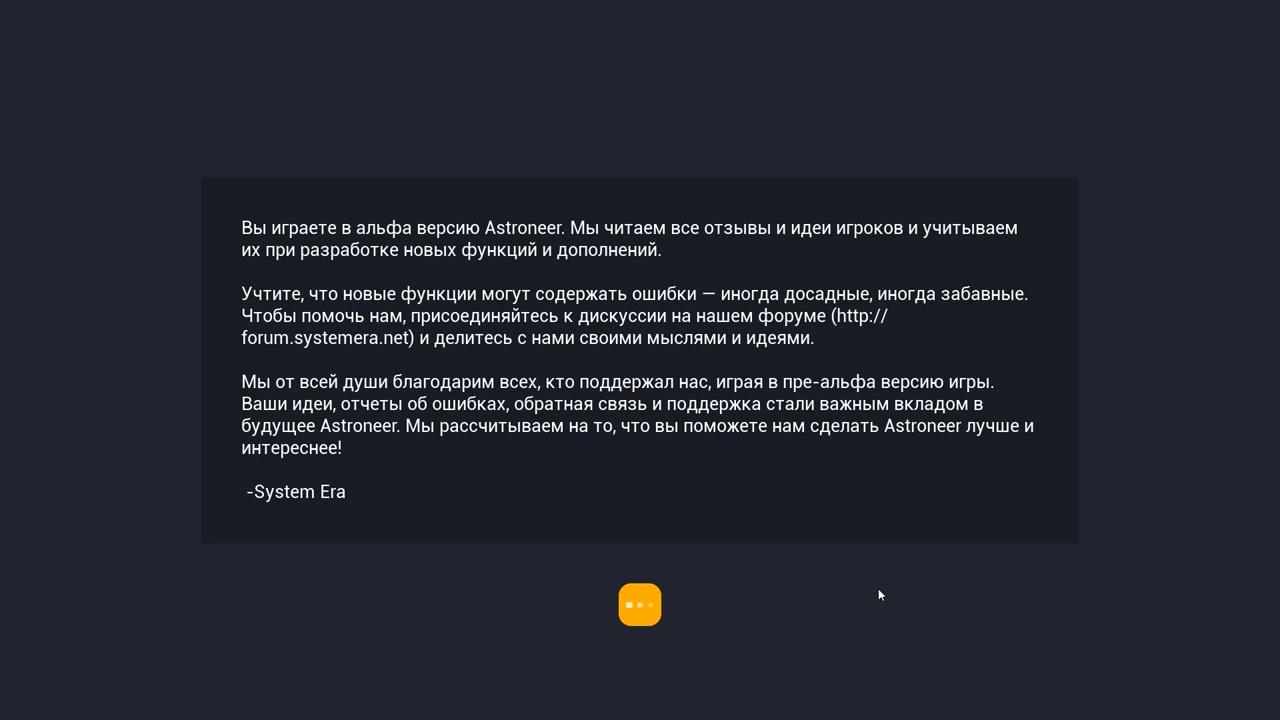 Вы играете в альфа версию Astroneer. Мы читаем все отзывы и идеи игроков и учитываем
их при разработке новых функций и дополнений.
Учтите, что новые функции могут содержать ошибки — иногда досадные, иногда забавные.
Чтобы помочь нам, присоединяйтесь к дискуссии на нашем форуме (http://
forum.systemera.net) и делитесь с нами своими мыслями и идеями.
Мы от всей души благодарим всех, кто поддержал нас, играя в пре-альфа версию игры.
Ваши идеи, отчеты об ошибках, обратная связь и поддержка стали важным вкладом в
будущее Astroneer. Мы рассчитываем на то, что вы поможете нам сделать Astroneer лучше и
интереснее!
-System Era